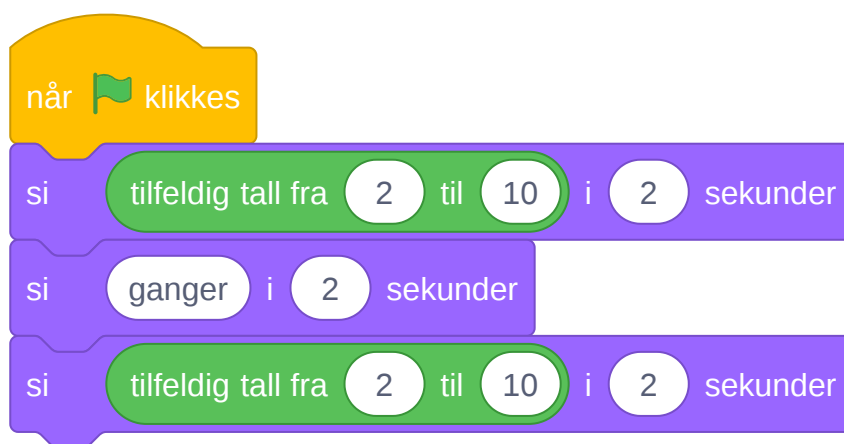 når klikkes
si tilfeldig tall fra 2 til 10 i 2 sekunder
si ganger i 2 sekunder
si tilfeldig tall fra 2 til 10 i 2 sekunder